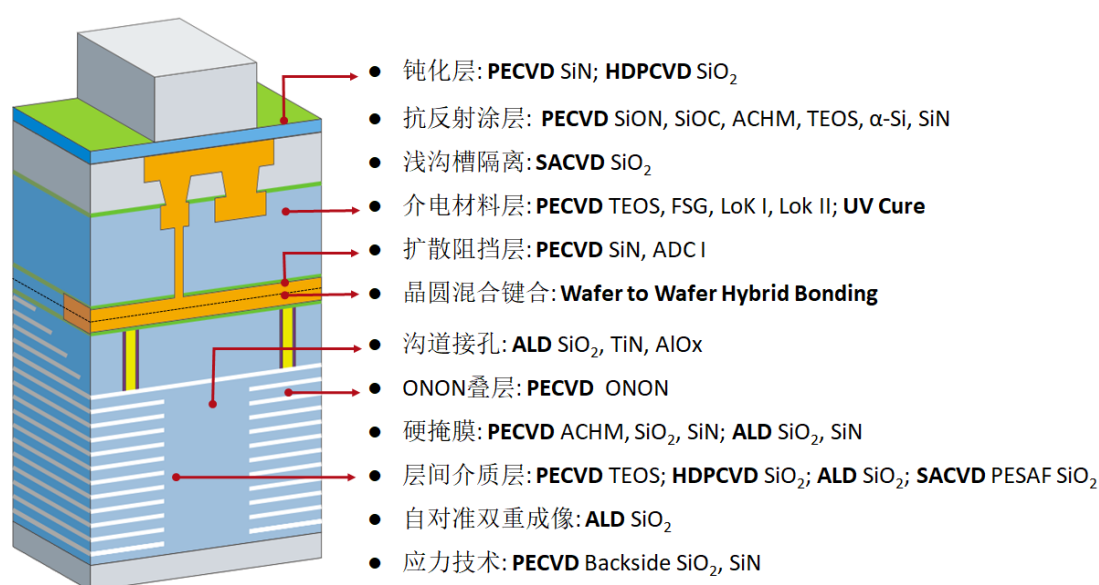 ● 钝化层: PECVD SiN; HDPCVD SiO₂
● 抗反射涂层: PECVD SiON, SiOC, ACHM, TEOS, α-Si, SiN
● 浅沟槽隔离: SACVD SiO₂
● 介电材料层: PECVD TEOS, FSG, LoK I, Lok II; UV Cure
● 扩散阻挡层: PECVD SiN, ADC I
● 晶圆混合键合: Wafer to Wafer Hybrid Bonding
● 沟道接孔: ALD SiO₂, TiN, AlOx
● ONON叠层: PECVD ONON
● 硬掩膜: PECVD ACHM, SiO₂, SiN; ALD SiO₂, SiN
● 层间介质层: PECVD TEOS; HDPCVD SiO₂; ALD SiO₂; SACVD PESAF SiO₂
● 自对准双重成像: ALD SiO₂
● 应力技术: PECVD Backside SiO₂, SiN